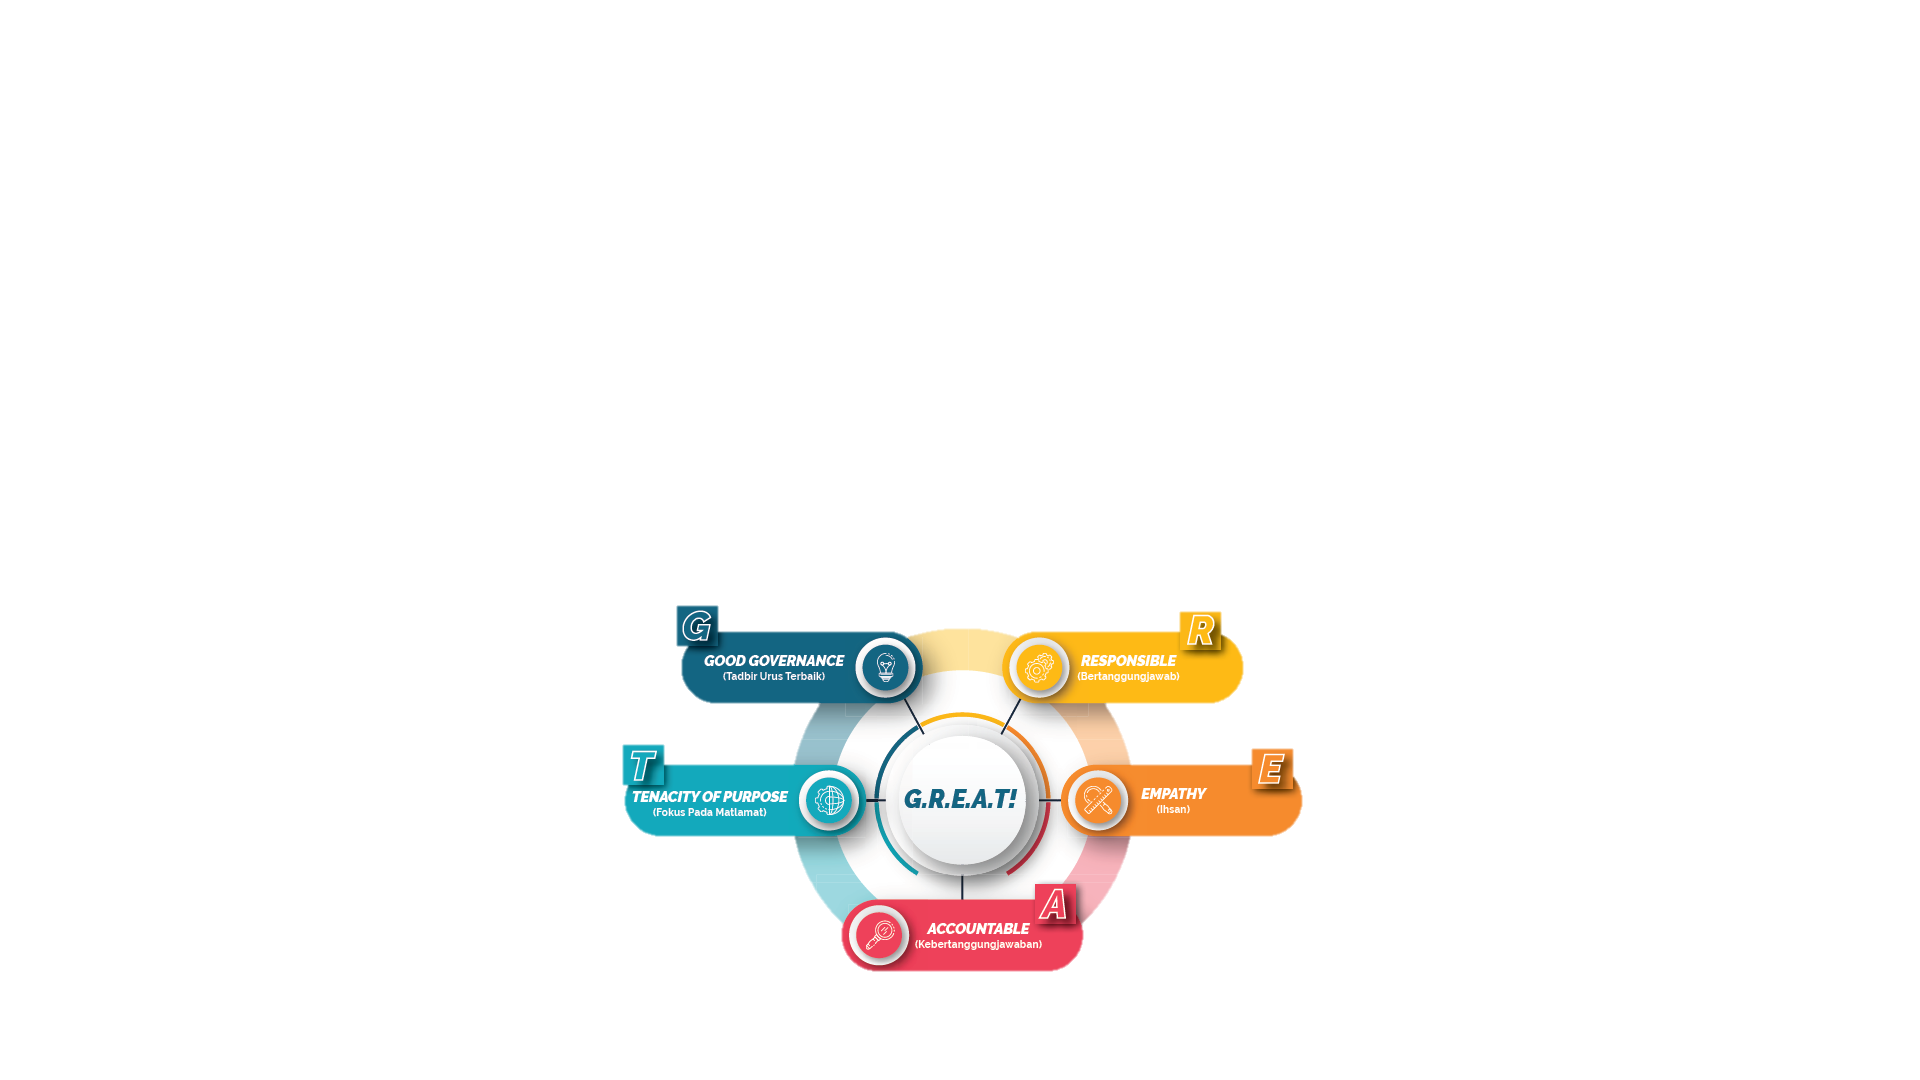 G
GOOD GOVERNANCE
(Tadbir Urus Terbaik)
R
RESPONSIBLE
(Bertanggungjawab)
E
EMPATHY
(Ihsan)
A
ACCOUNTABLE
(Kebertanggungjawaban)
T
TENACITY OF PURPOSE
(Fokus Pada Matlamat)
G.R.E.A.T!